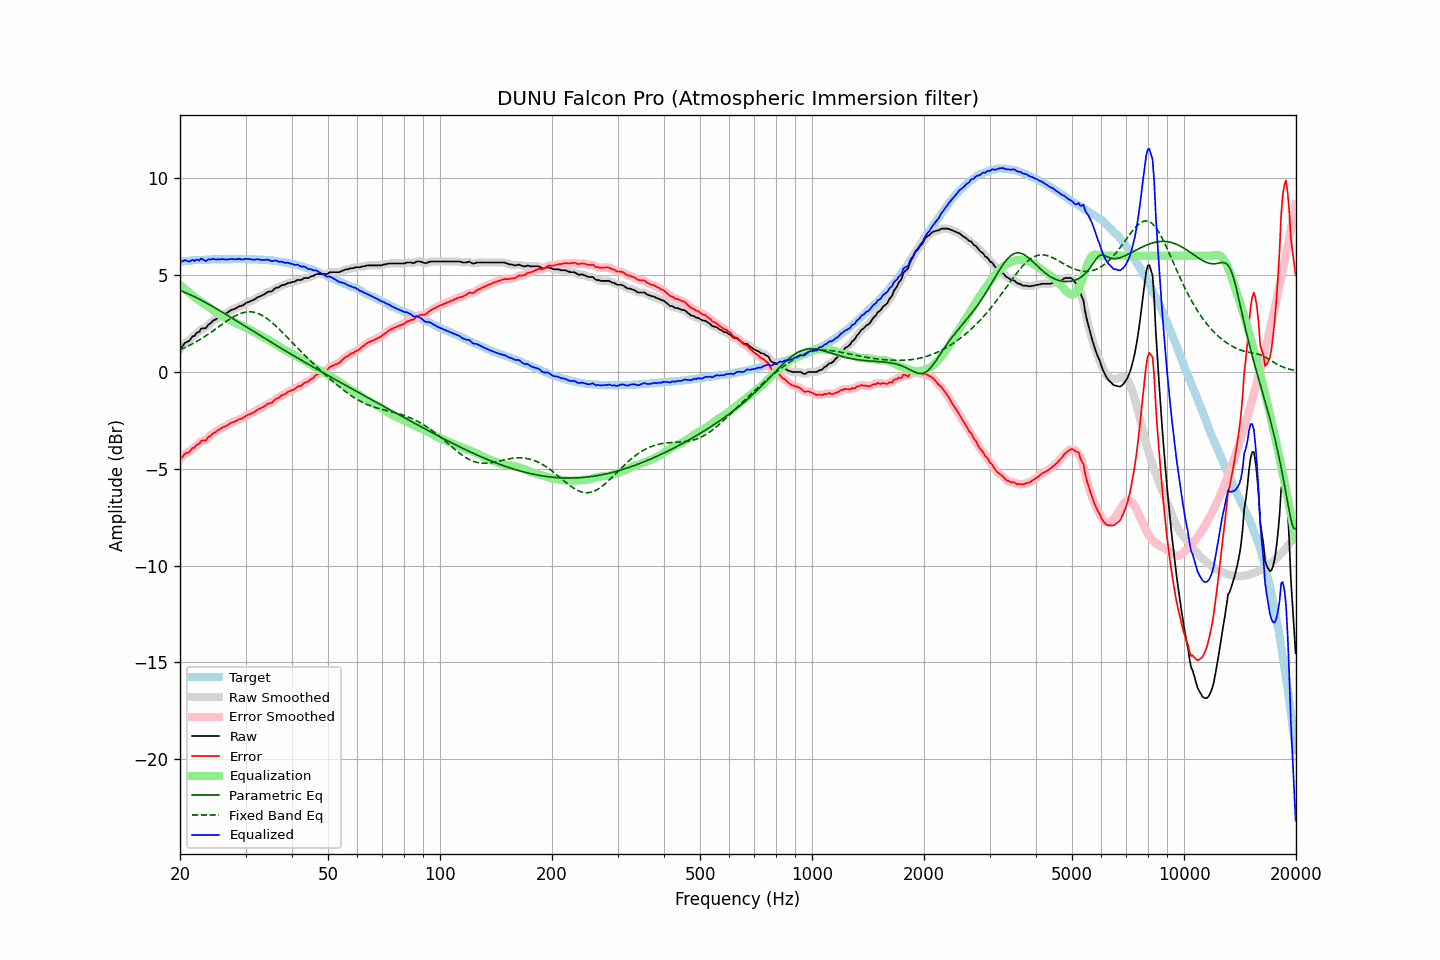 DUNU Falcon Pro (Atmospheric Immersion filter)
Amplitude (dBr)
10
5
0
−5
−10
−15
−20
Target
Raw Smoothed
Error Smoothed
Raw
Error
Equalization
Parametric Eq
Fixed Band Eq
Equalized
20 50 100 200 500 1000 2000 5000 10000 20000
Frequency (Hz)